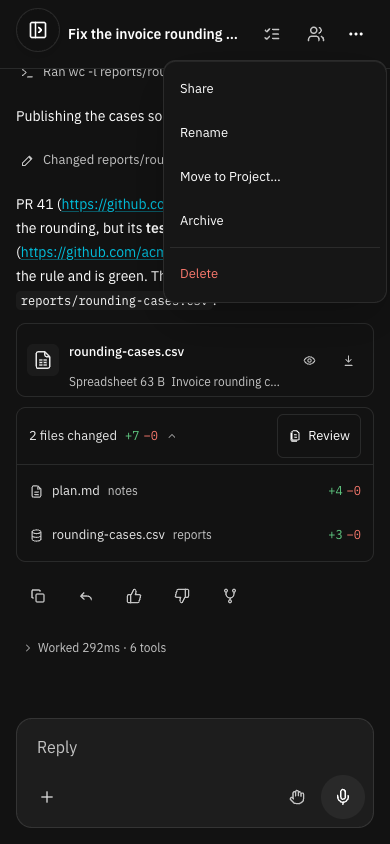 Fix the invoice rounding ...
Ran wc -l reports/rou
Share
Publishing the cases so
Rename
Changed reports/rou
Move to Project...
PR 41 (https://github.co
Archive
the rounding, but its tes
(https://github.com/acm
the rule and is green. Th
Delete
reports/rounding-cases.csv .
rounding-cases.csv
Spreadsheet 63 B Invoice rounding c...
2 files changed +7 −0
Review
plan.md notes +4 −0
rounding-cases.csv reports +3 −0
Worked 292ms · 6 tools
Reply